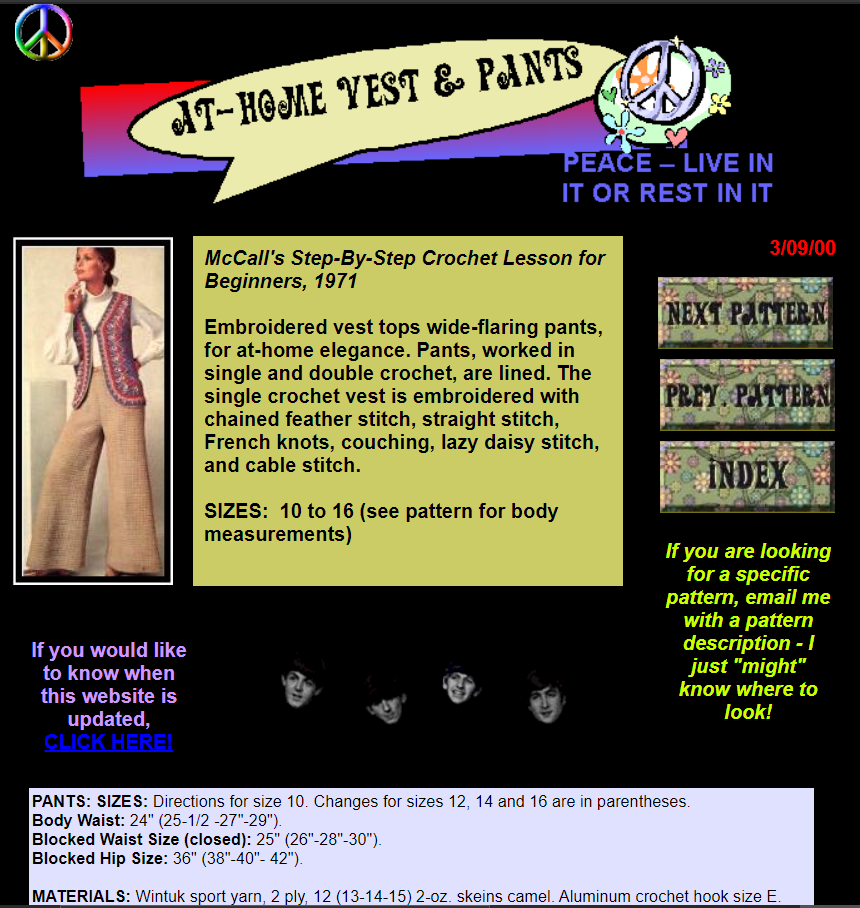 AT-HOME VEST & PANTS
PEACE – LIVE IN
IT OR REST IN IT
McCall's Step-By-Step Crochet Lesson for
Beginners, 1971
Embroidered vest tops wide-flaring pants,
for at-home elegance. Pants, worked in
single and double crochet, are lined. The
single crochet vest is embroidered with
chained feather stitch, straight stitch,
French knots, couching, lazy daisy stitch,
and cable stitch.
SIZES:  10 to 16 (see pattern for body
measurements)
3/09/00
NEXT PATTERN
PREV. PATTERN
INDEX
If you are looking
for a specific
pattern, email me
with a pattern
description - I
just "might"
know where to
look!
If you would like
to know when
this website is
updated,
CLICK HERE!
PANTS: SIZES: Directions for size 10. Changes for sizes 12, 14 and 16 are in parentheses.
Body Waist: 24" (25-1/2 -27"-29").
Blocked Waist Size (closed): 25" (26"-28"-30").
Blocked Hip Size: 36" (38"-40"- 42").
MATERIALS: Wintuk sport yarn, 2 ply, 12 (13-14-15) 2-oz. skeins camel. Aluminum crochet hook size E.